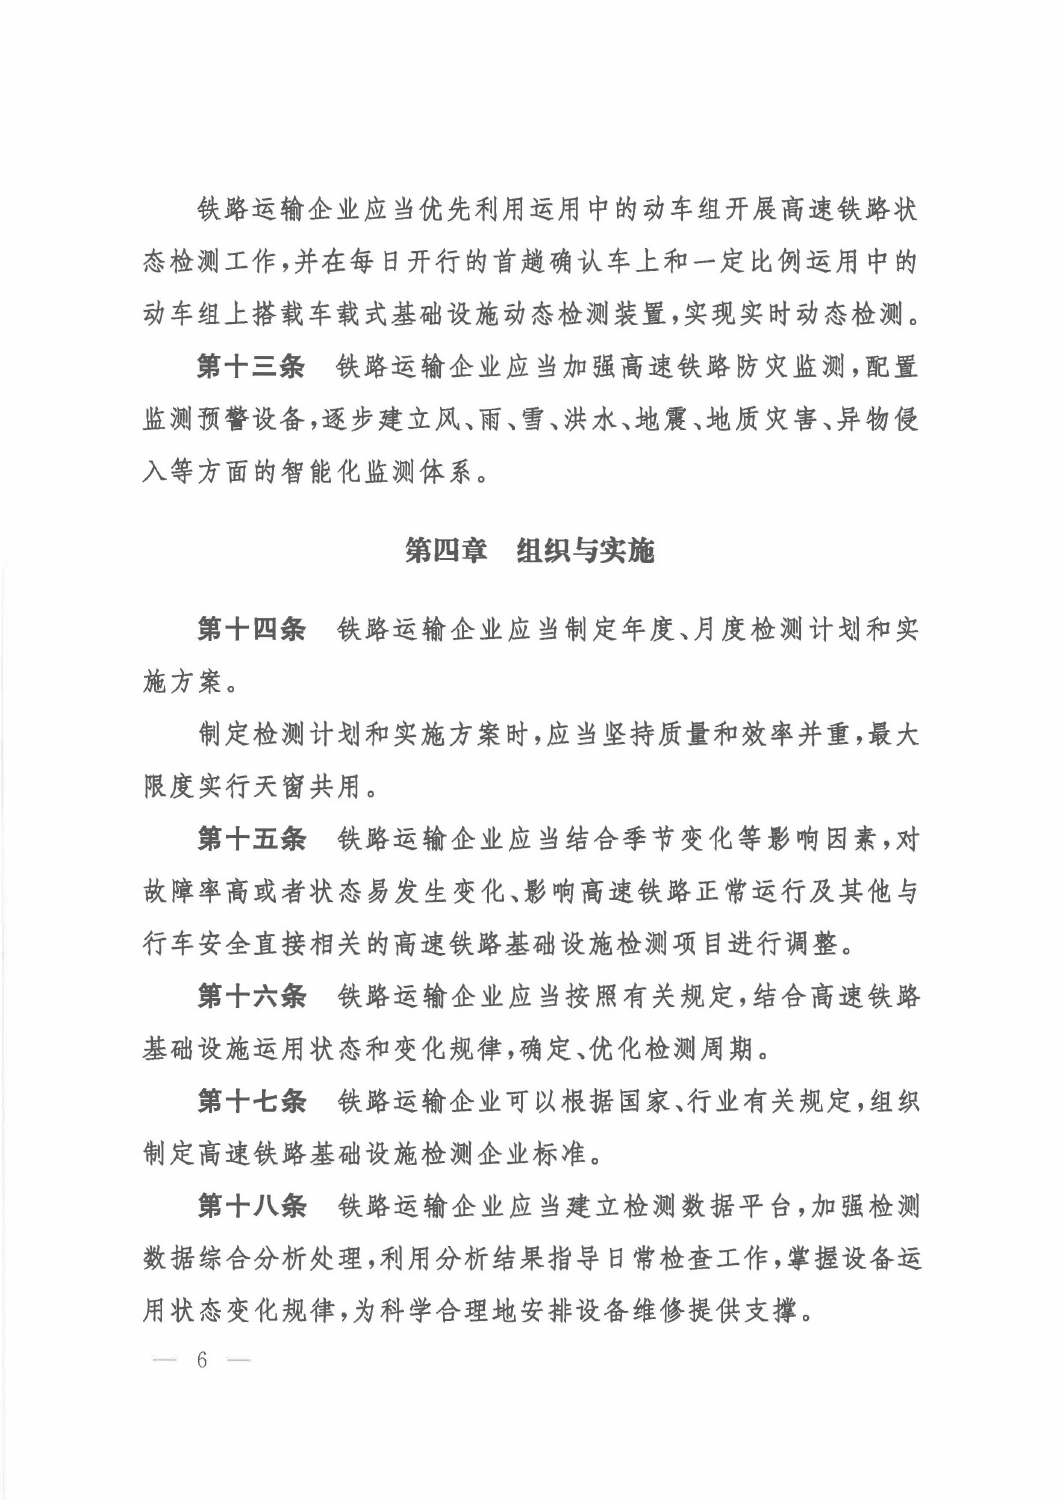 铁路运输企业应当优先利用运用中的动车组开展高速铁路状
态检测工作,并在每日开行的首趟确认车上和一定比例运用中的
动车组上搭载车载式基础设施动态检测装置,实现实时动态检测。
第十三条　铁路运输企业应当加强高速铁路防灾监测,配置
监测预警设备,逐步建立风、雨、雪、洪水、地震、地质灾害、异物侵
入等方面的智能化监测体系。
第四章　组织与实施
第十四条　铁路运输企业应当制定年度、月度检测计划和实
施方案。
制定检测计划和实施方案时,应当坚持质量和效率并重,最大
限度实行天窗共用。
第十五条　铁路运输企业应当结合季节变化等影响因素,对
故障率高或者状态易发生变化、影响高速铁路正常运行及其他与
行车安全直接相关的高速铁路基础设施检测项目进行调整。
第十六条　铁路运输企业应当按照有关规定,结合高速铁路
基础设施运用状态和变化规律,确定、优化检测周期。
第十七条　铁路运输企业可以根据国家、行业有关规定,组织
制定高速铁路基础设施检测企业标准。
第十八条　铁路运输企业应当建立检测数据平台,加强检测
数据综合分析处理,利用分析结果指导日常检查工作,掌握设备运
用状态变化规律,为科学合理地安排设备维修提供支撑。
— 6 —